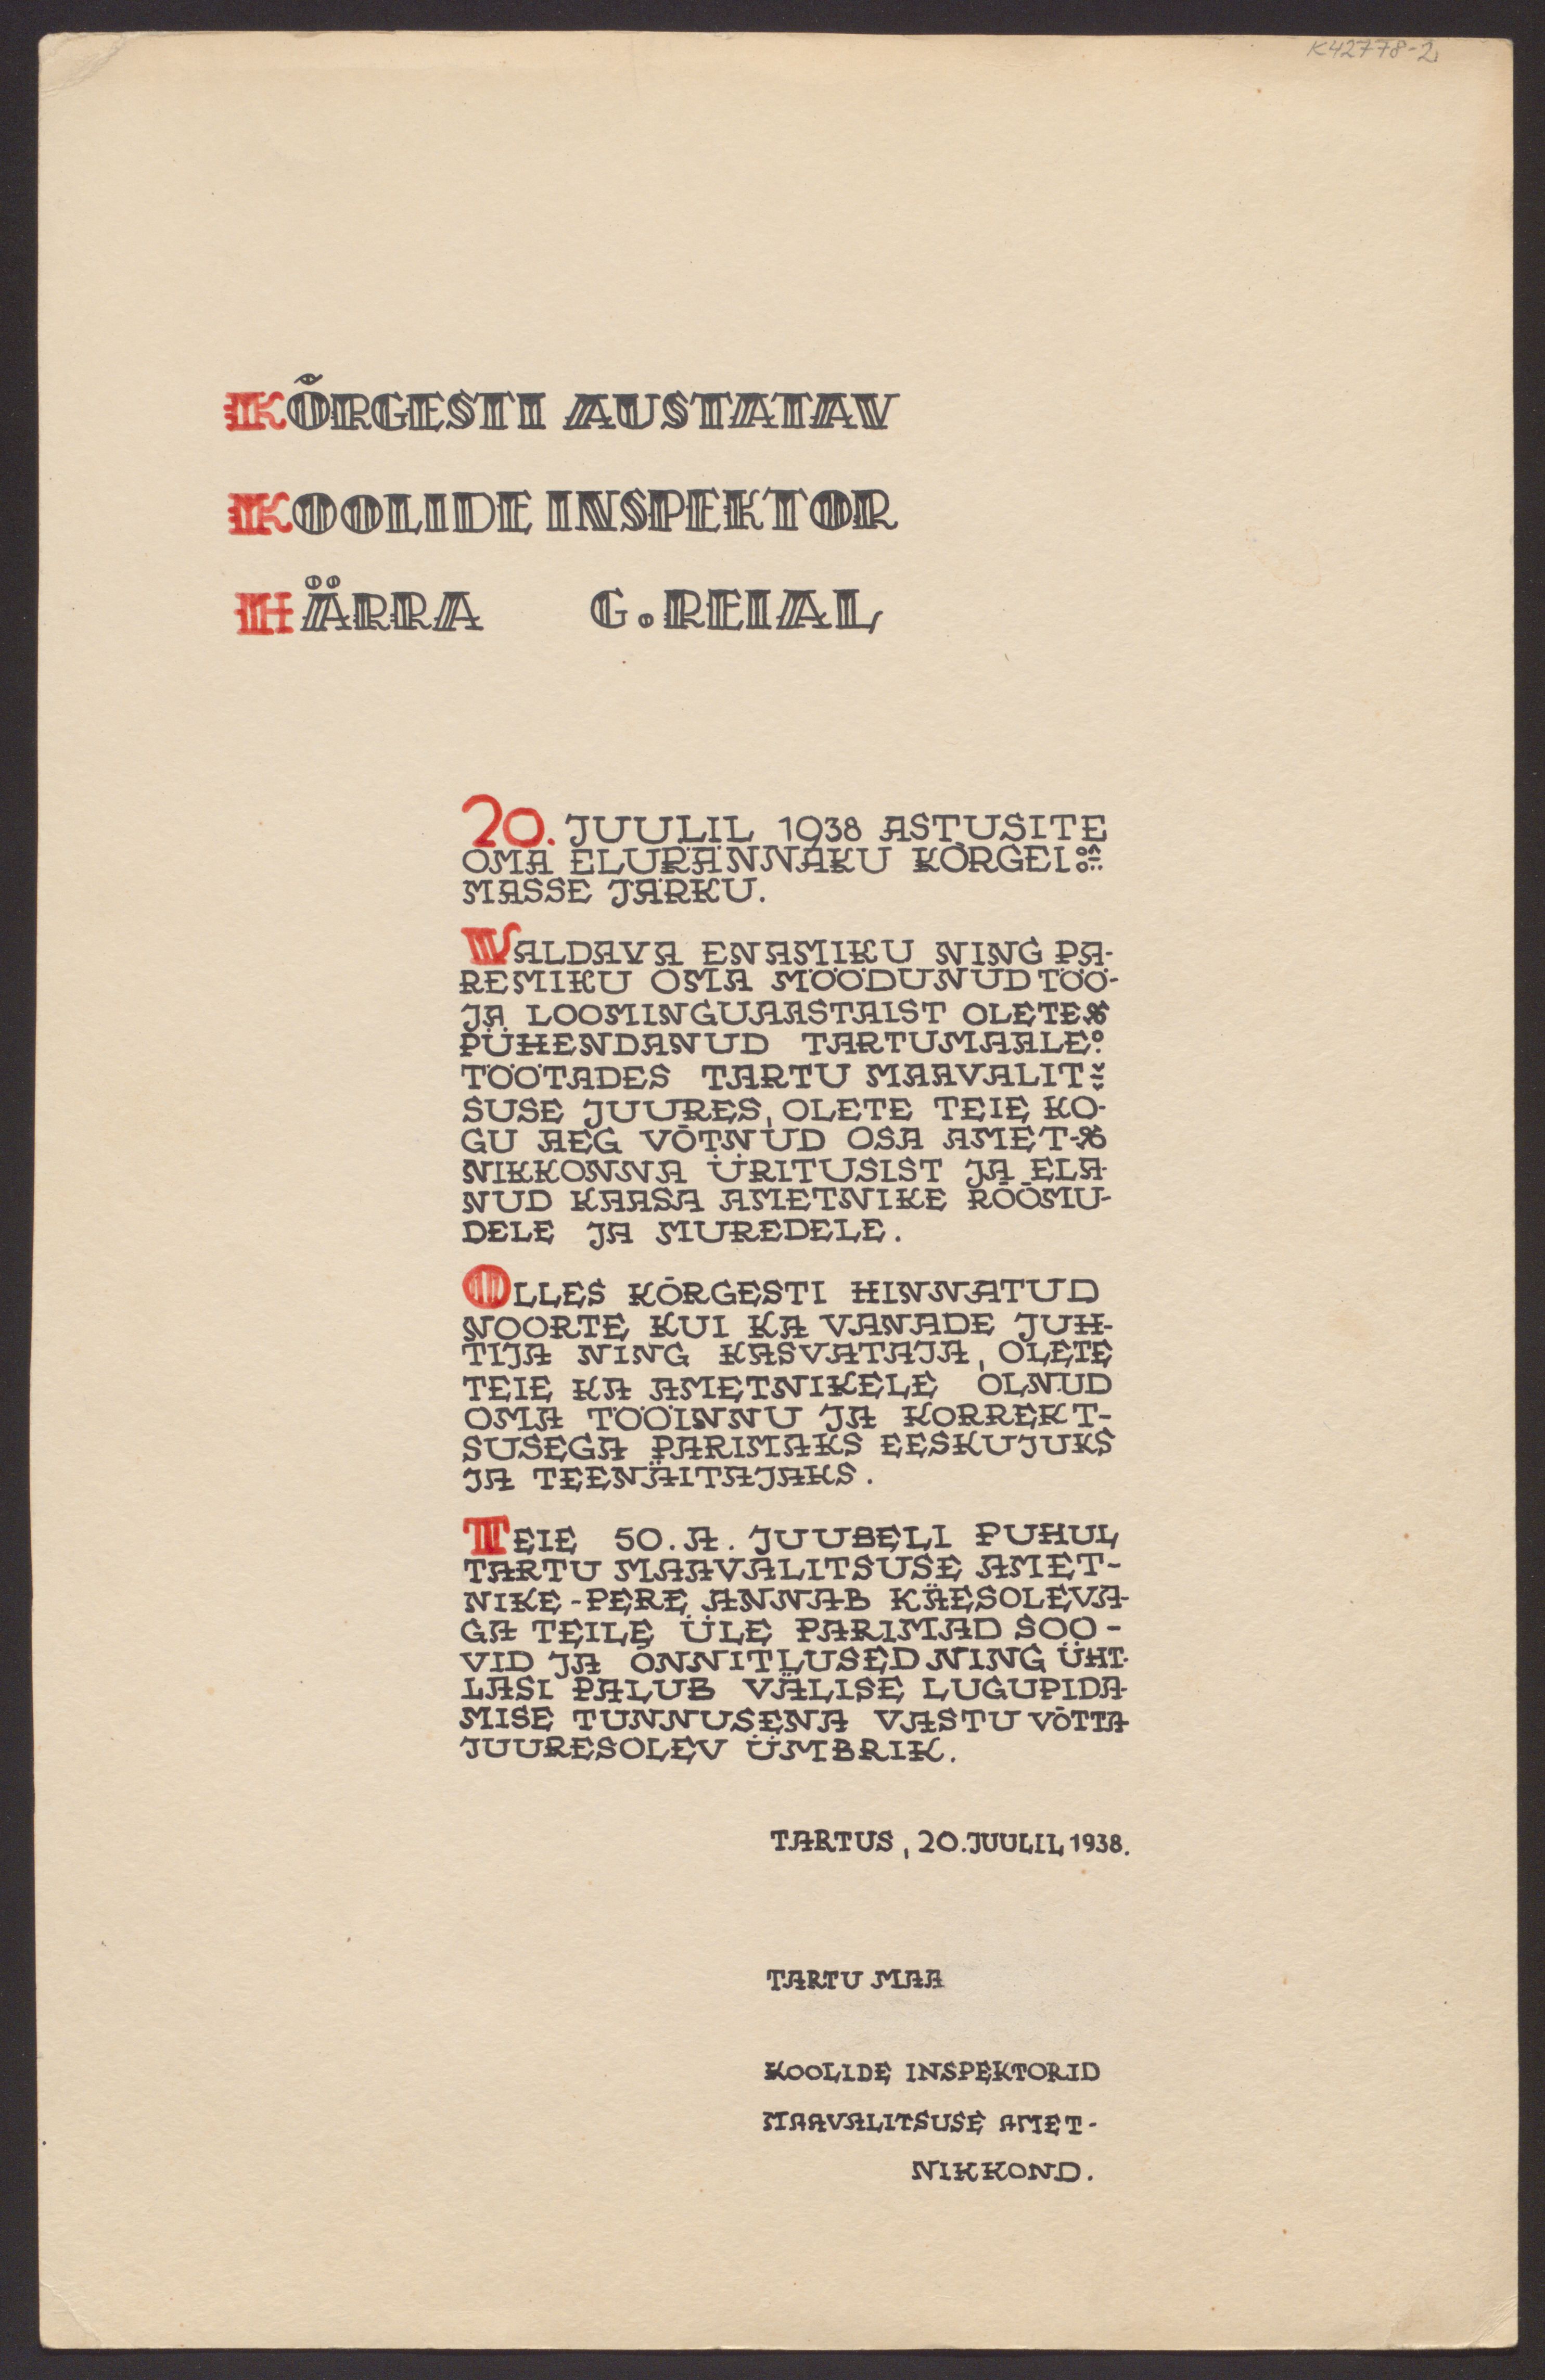 K42778-2
KÕRGESTI AUSTATAV
KOOLIDE INSPEKTOR
HÄRRA G. REIAL
20. JUULIL 1938 ASTUSITE
OMA ELURÄNNAKU KÕRGEI
MASSE JÄRKU.
WALDAVA ENAMIKU NING PA-
REMIKU OMA MÖÖDUNUD TÖÖ-
JA LOOMINGUAASTAIST OLETE
PÜHENDANUD TARTUMAALE.
TÖÖTADES TARTU MAAVALIT-
SUSE JUURES, OLETE TEIE KO-
GU AEG VÕTNUD OSA AMET-
NIKKONNA ÜRITUSIST JA ELA-
NUD KAASA AMETNIKE RÕÕMU-
DELE JA MUREDELE.
OLLES KÕRGESTI HINNATUD
NOORTE KUI KA VANADE JUH-
TIJA NING KASVATAJA, OLETE
TEIE KA AMETNIKELE OLNUD
OMA TÖÖINNU JA KORREKT-
SUSEGA PARIMAKS EESKUJUKS
JA TEENÄITAJAKS.
TEIE 50. A. JUUBELI PUHUL
TARTU MAAVALITSUSE AMET-
NIKE-PERE ANNAB KÄESOLEVA-
GA TEILE ÜLE PARIMAD SOO-
VID JA ÕNNITLUSED NING ÜHT-
LASI PALUB VÄLISE LUGUPIDA-
MISE TUNNUSENA VASTU VÕTTA
JUURESOLEV ÜMBRIK.
TARTUS, 20. JUULIL 1938.
TARTU MAA
KOOLIDE INSPEKTORID
MAAVALITSUSE AMET-
NIKKOND.